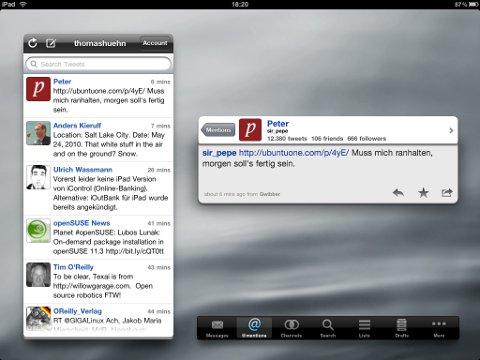 iPad
18:20
87%
thomashuehn
Account
Search Tweets
Peter 6 mins
http://ubuntuone.com/p/4yE/ Muss
mich ranhalten, morgen soll's fertig
sein.
Anders Kieruff 7 mins
Location: Salt Lake City. Date: May
24, 2010. That white stuff in the air
and on the ground? Snow.
Ulrich Wassmann 26 mins
Vorerst leider keine iPad Version
von iControl (Online-Banking).
Alternative: iOutBank für iPad wurde
bereits angekündigt.
openSUSE News 41 mins
Planet #openSUSE: Lubos Lunak:
On-demand package installation in
openSUSE 11.3 http://bit.ly/cQT0tt
Tim O'Reilly 43 mins
To be clear, Texai is from
http://willowgarage.com. Open
source robotics FTW!
OReilly_Verlag 44 mins
RT @GIGALinux Ach, Jakob Mario
Mentions
Peter
sir_pepe
12.380 tweets 106 friends 666 followers
sir_pepe http://ubuntuone.com/p/4yE/ Muss mich ranhalten,
morgen soll's fertig sein.
about 6 mins ago from Gwibber
Messages
@mentions
Channels
Search
Lists
Drafts
More